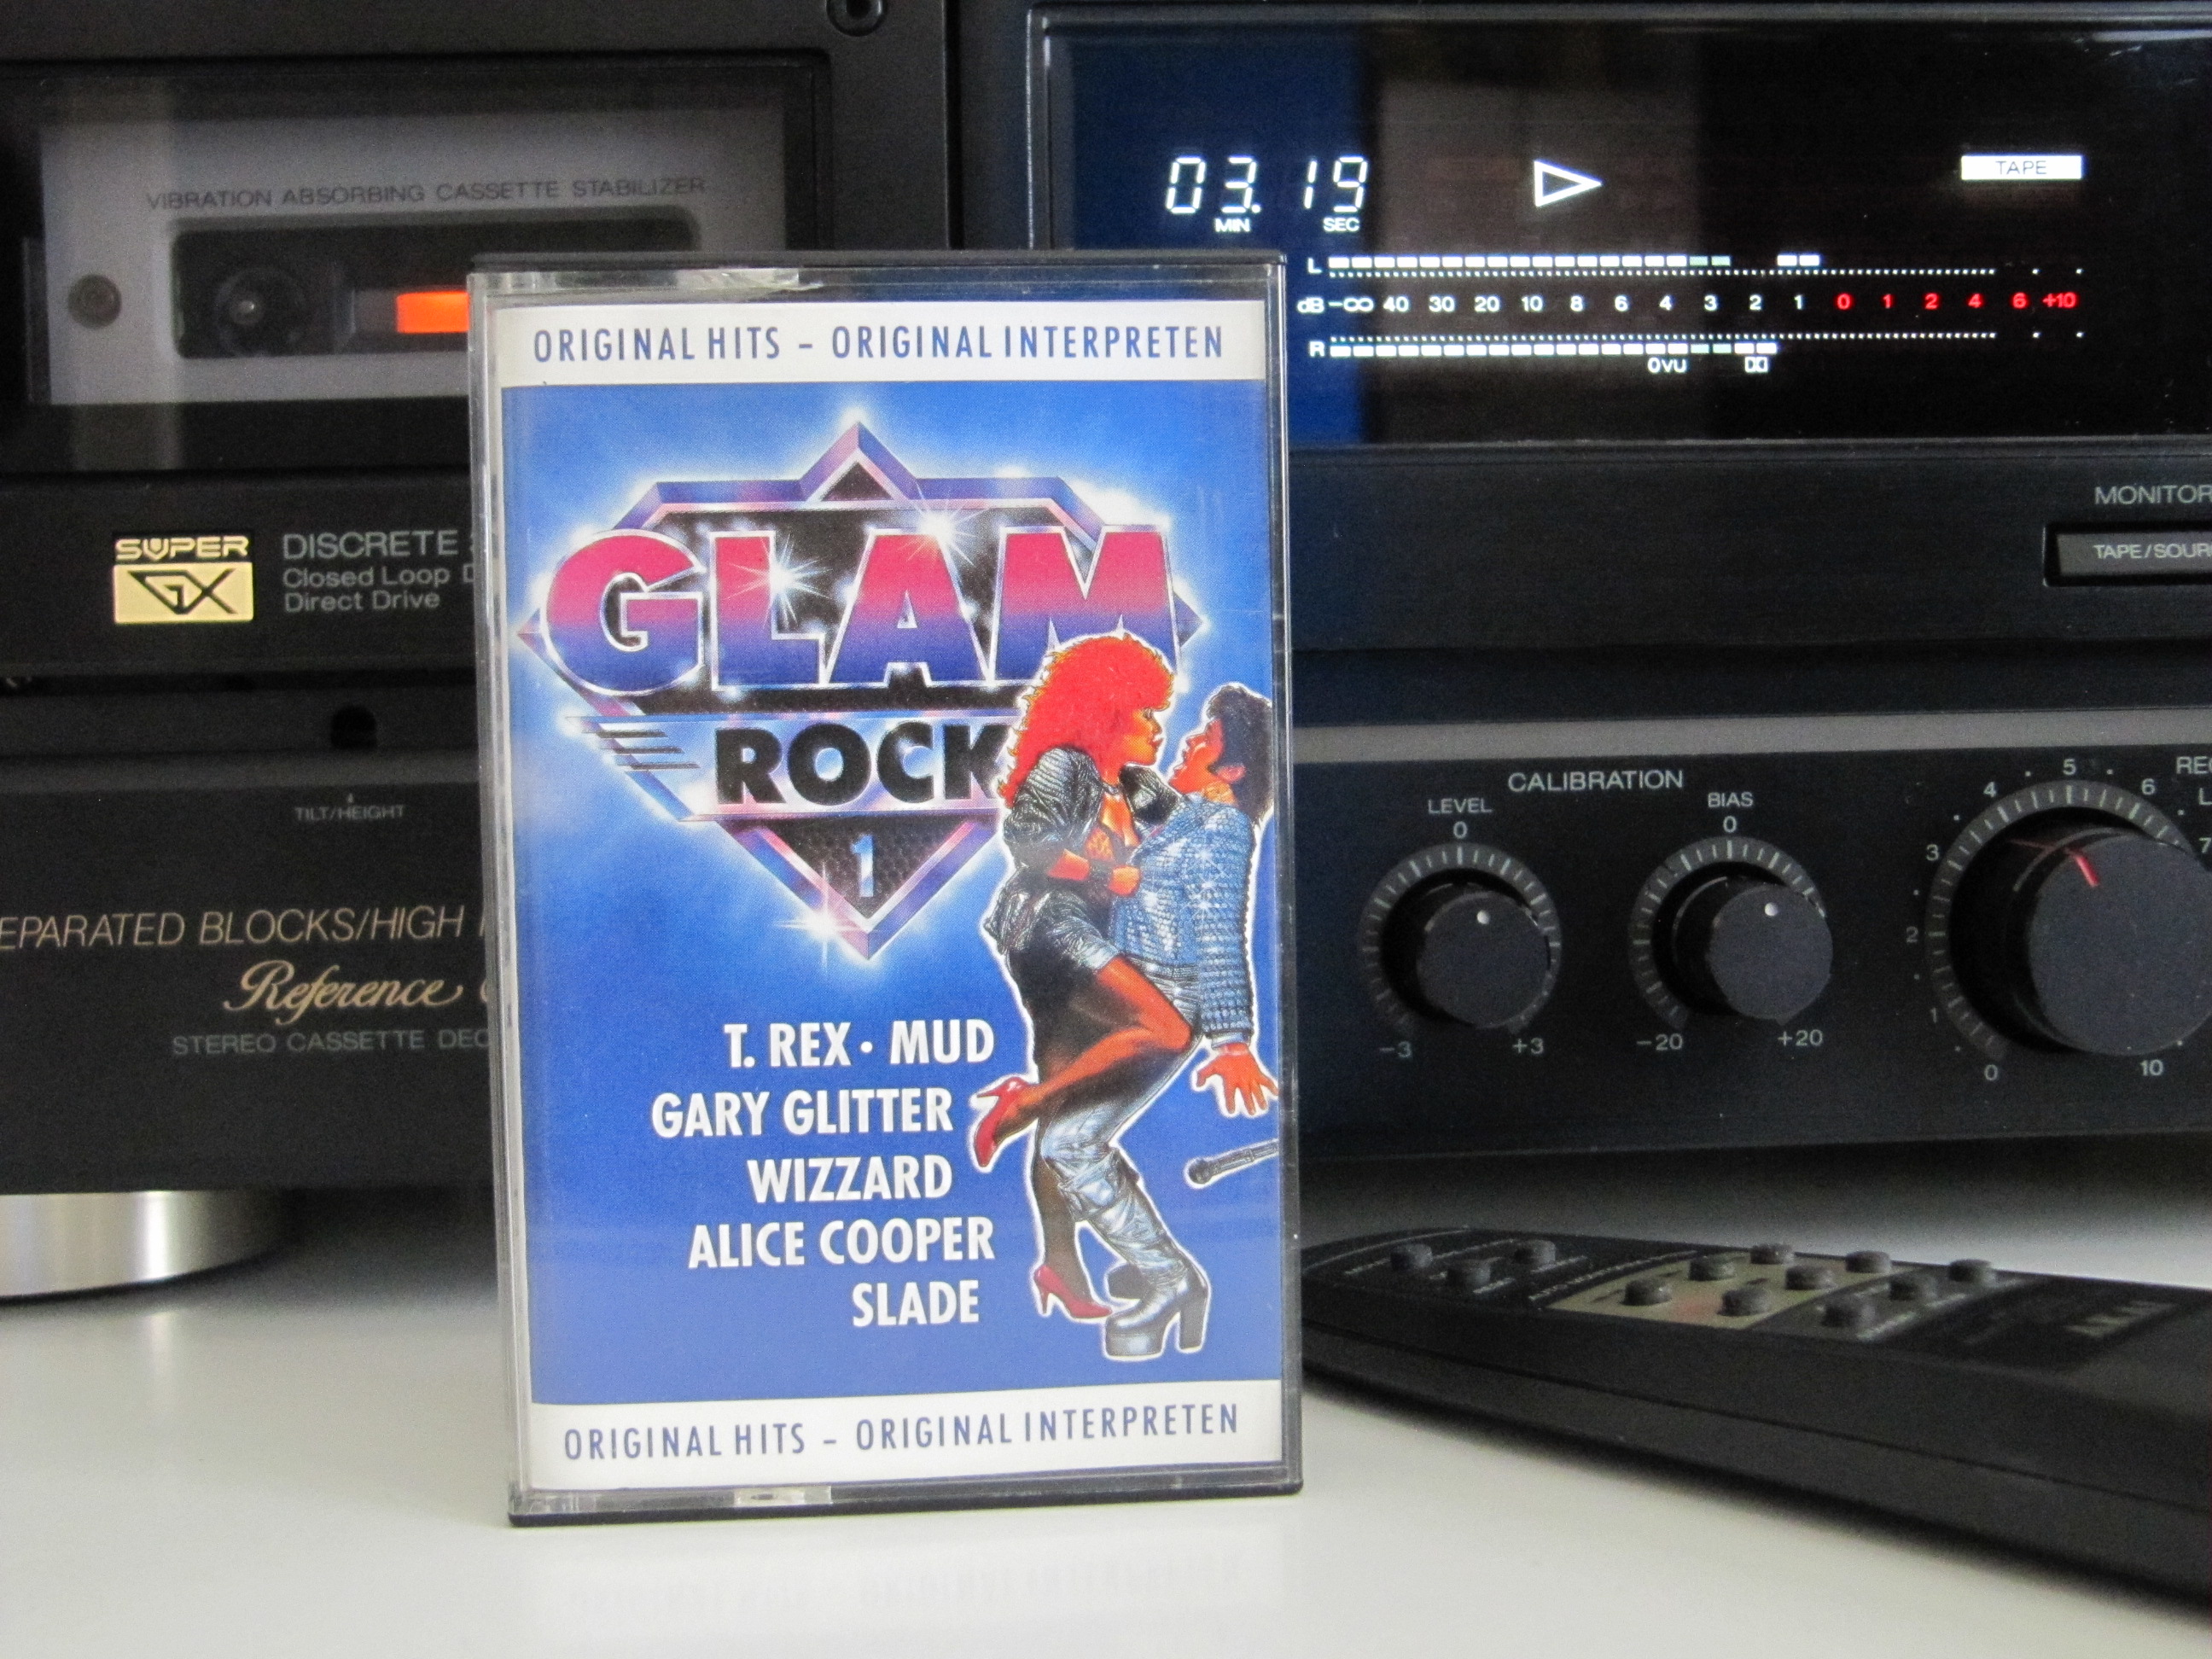 VIBRATION ABSORBING CASSETTE STABILIZER
03. 19
MIN SEC
TAPE
L
dB -∞ 40 30 20 10 8 6 4 3 2 1 0 1 2 4 6 +10
R
0VU
MONITOR
TAPE/SOUR
SUPER
GX
DISCRETE
Closed Loop D
Direct Drive
TILT/HEIGHT
EPARATED BLOCKS/HIGH
Reference
STEREO CASSETTE DEC
ORIGINAL HITS - ORIGINAL INTERPRETEN
GLAM
ROCK
1
T. REX · MUD
GARY GLITTER
WIZZARD
ALICE COOPER
SLADE
ORIGINAL HITS - ORIGINAL INTERPRETEN
CALIBRATION
LEVEL
0
-3 +3
BIAS
0
-20 +20
REC
L
0 1 2 3 4 5 6 7 10